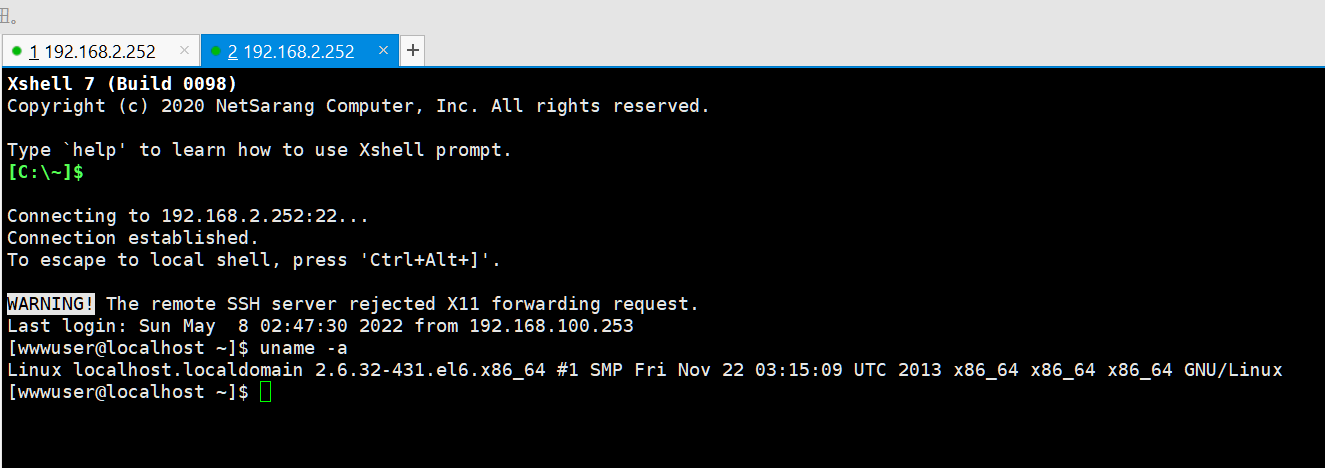 。
1 192.168.2.252 × 2 192.168.2.252 × +
Xshell 7 (Build 0098)
Copyright (c) 2020 NetSarang Computer, Inc. All rights reserved.
Type `help' to learn how to use Xshell prompt.
[C:\~]$
Connecting to 192.168.2.252:22...
Connection established.
To escape to local shell, press 'Ctrl+Alt+]'.
WARNING! The remote SSH server rejected X11 forwarding request.
Last login: Sun May  8 02:47:30 2022 from 192.168.100.253
[wwwuser@localhost ~]$ uname -a
Linux localhost.localdomain 2.6.32-431.el6.x86_64 #1 SMP Fri Nov 22 03:15:09 UTC 2013 x86_64 x86_64 x86_64 GNU/Linux
[wwwuser@localhost ~]$